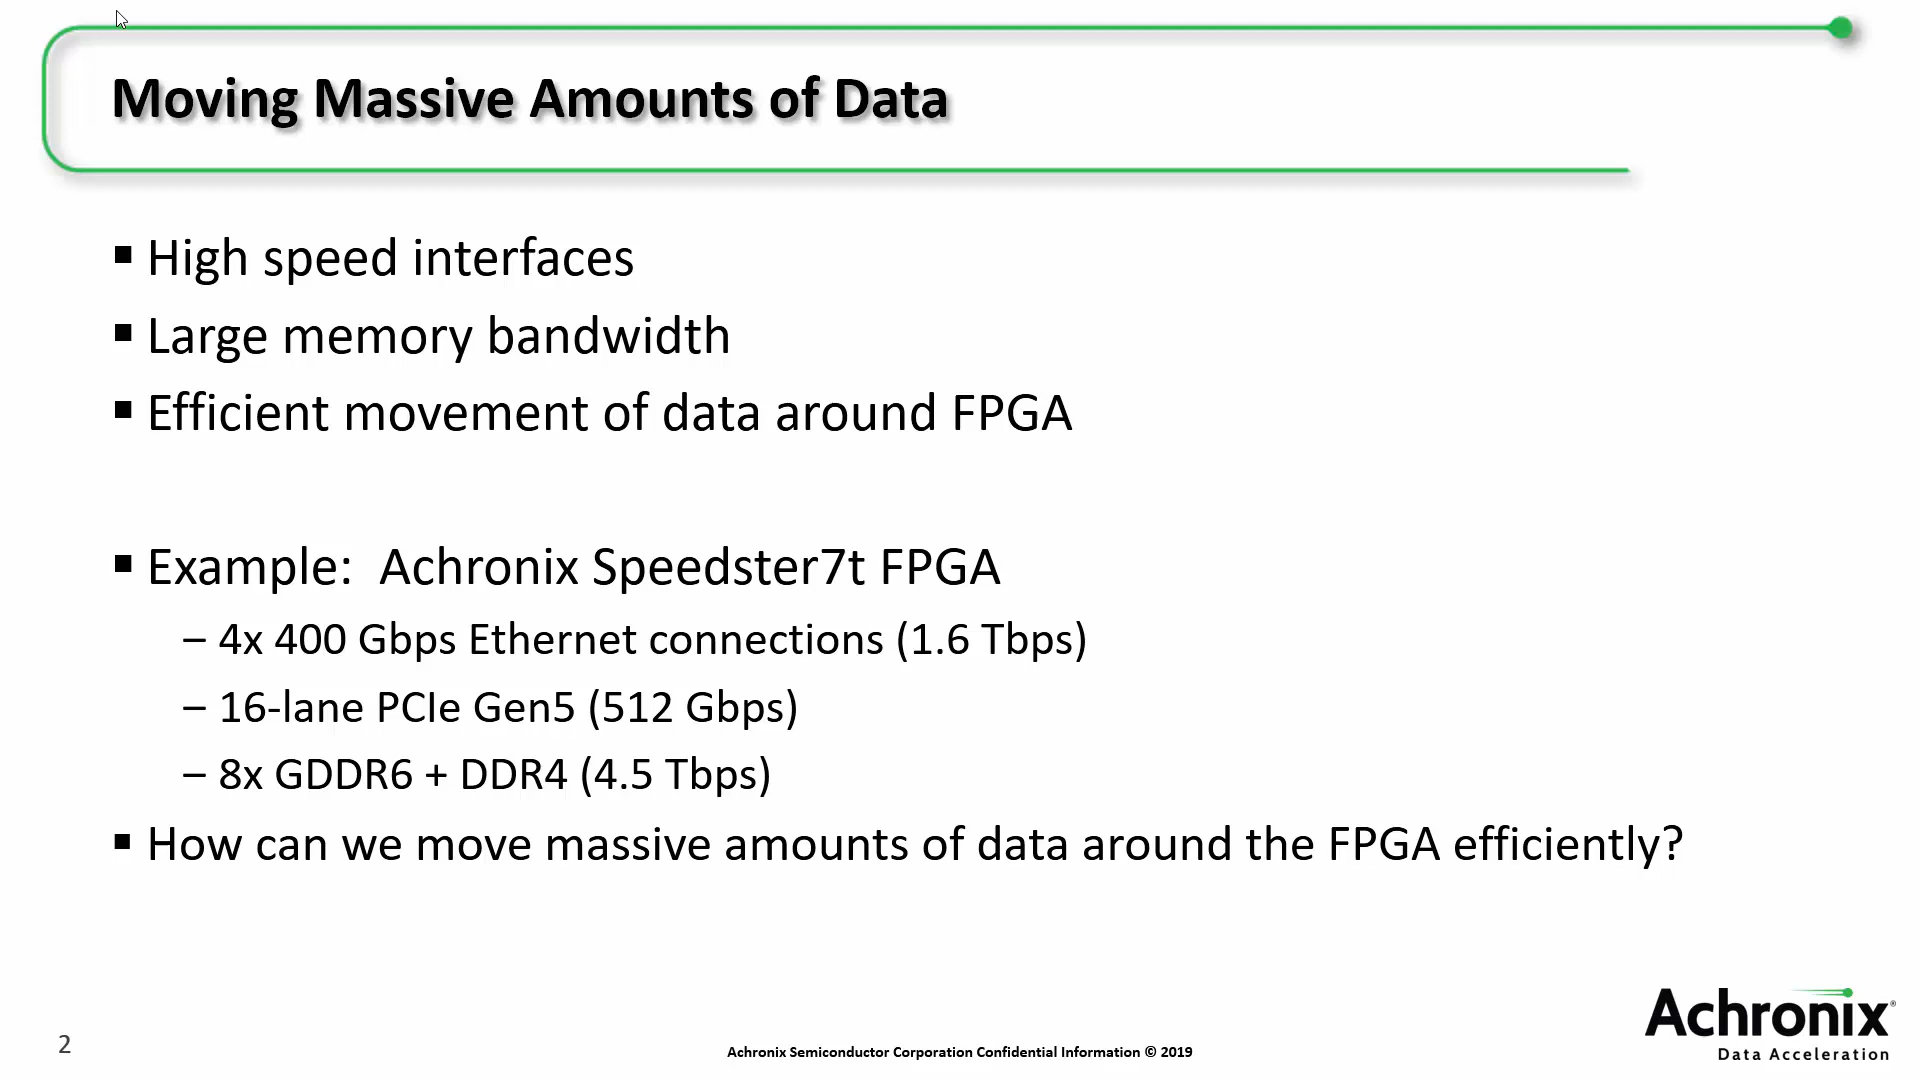 Moving Massive Amounts of Data
▪ High speed interfaces
▪ Large memory bandwidth
▪ Efficient movement of data around FPGA
▪ Example:  Achronix Speedster7t FPGA
– 4x 400 Gbps Ethernet connections (1.6 Tbps)
– 16-lane PCIe Gen5 (512 Gbps)
– 8x GDDR6 + DDR4 (4.5 Tbps)
▪ How can we move massive amounts of data around the FPGA efficiently?
Achronix®
Data Acceleration
2
Achronix Semiconductor Corporation Confidential Information © 2019